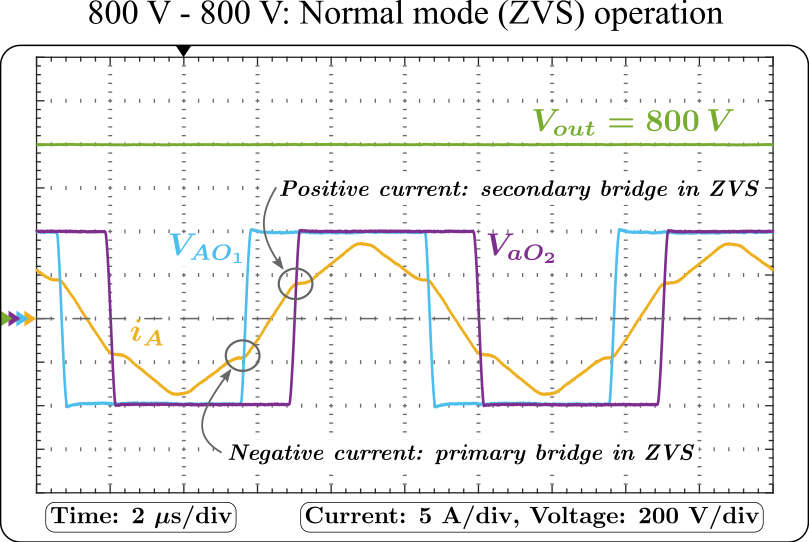 800 V - 800 V: Normal mode (ZVS) operation
V_out = 800 V
Positive current: secondary bridge in ZVS
V_AO₁
V_aO₂
i_A
Negative current: primary bridge in ZVS
Time: 2 μs/div
Current: 5 A/div, Voltage: 200 V/div